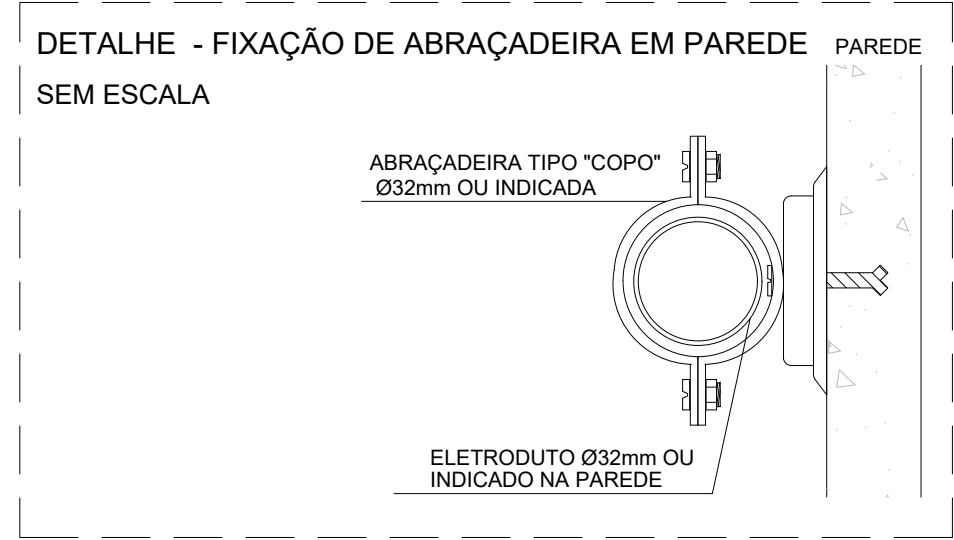 DETALHE - FIXAÇÃO DE ABRAÇADEIRA EM PAREDE
PAREDE
SEM ESCALA
ABRAÇADEIRA TIPO "COPO"
Ø32mm OU INDICADA
ELETRODUTO Ø32mm OU
INDICADO NA PAREDE